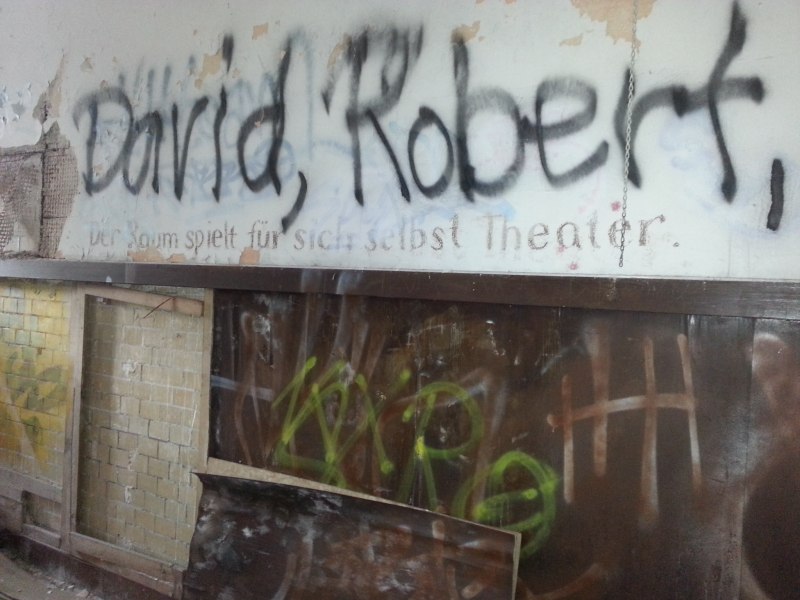 David, Robert,
Der Raum spielt für sich selbst Theater.